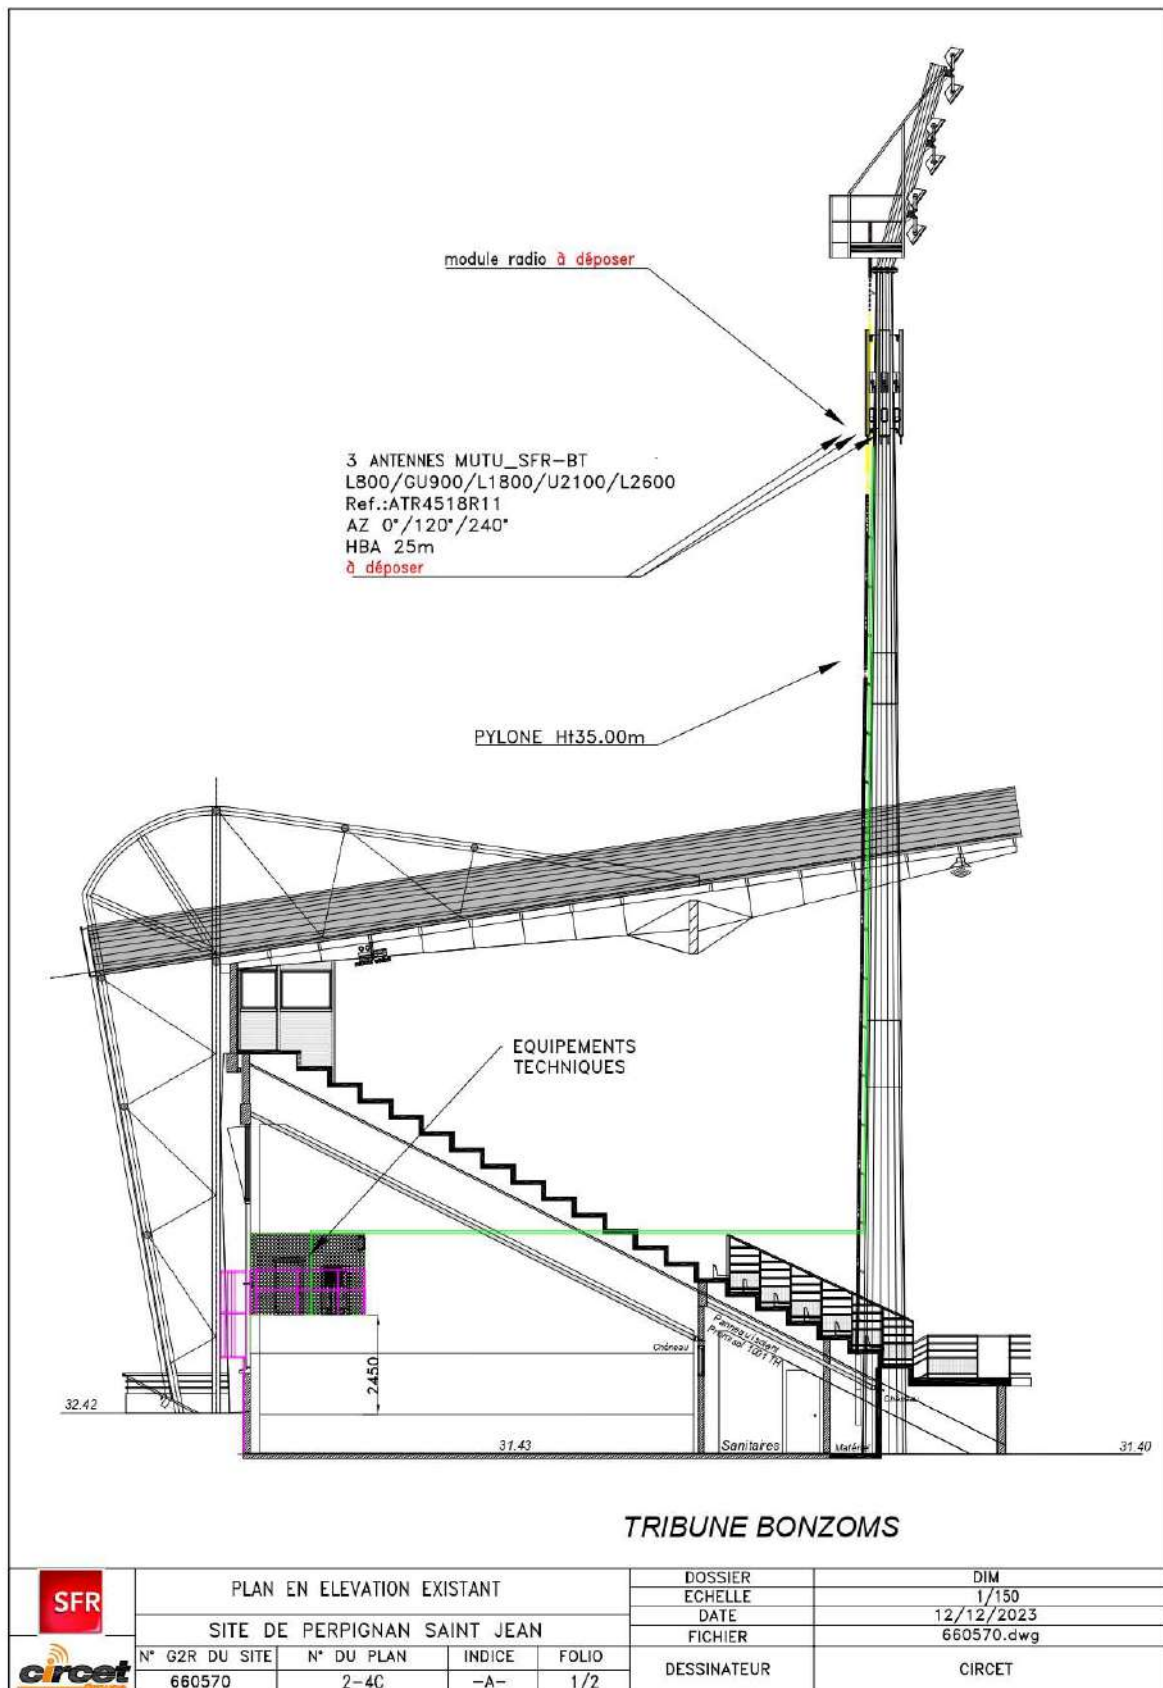 module radio à déposer
3 ANTENNES MUTU_SFR-BT
L800/GU900/L1800/U2100/L2600
Ref.:ATR4518R11
AZ 0°/120°/240°
HBA 25m
à déposer
PYLONE Ht35.00m
EQUIPEMENTS
TECHNIQUES
Chéneau
2450
32.42
31.43
Sanitaires
31.40
TRIBUNE BONZOMS
SFR
circet
PLAN EN ELEVATION EXISTANT
SITE DE PERPIGNAN SAINT JEAN
N° G2R DU SITE
N° DU PLAN
INDICE
FOLIO
660570
2-4C
-A-
1/2
DOSSIER
DIM
ECHELLE
1/150
DATE
12/12/2023
FICHIER
660570.dwg
DESSINATEUR
CIRCET